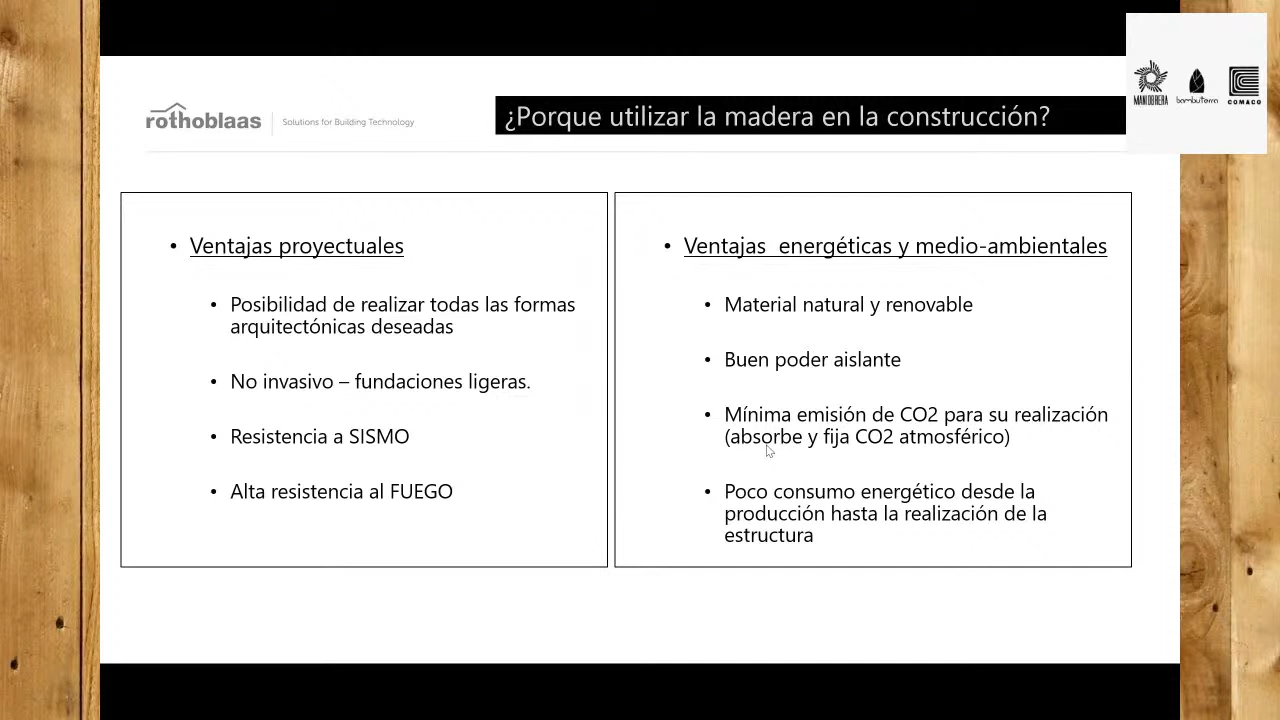 rothoblaas
Solutions for Building Technology
¿Porque utilizar la madera en la construcción?
MANIOBRERA
bambuterra
COMACO
• Ventajas proyectuales
• Posibilidad de realizar todas las formas
arquitectónicas deseadas
• No invasivo – fundaciones ligeras.
• Resistencia a SISMO
• Alta resistencia al FUEGO
• Ventajas energéticas y medio-ambientales
• Material natural y renovable
• Buen poder aislante
• Mínima emisión de CO2 para su realización
(absorbe y fija CO2 atmosférico)
• Poco consumo energético desde la
producción hasta la realización de la
estructura